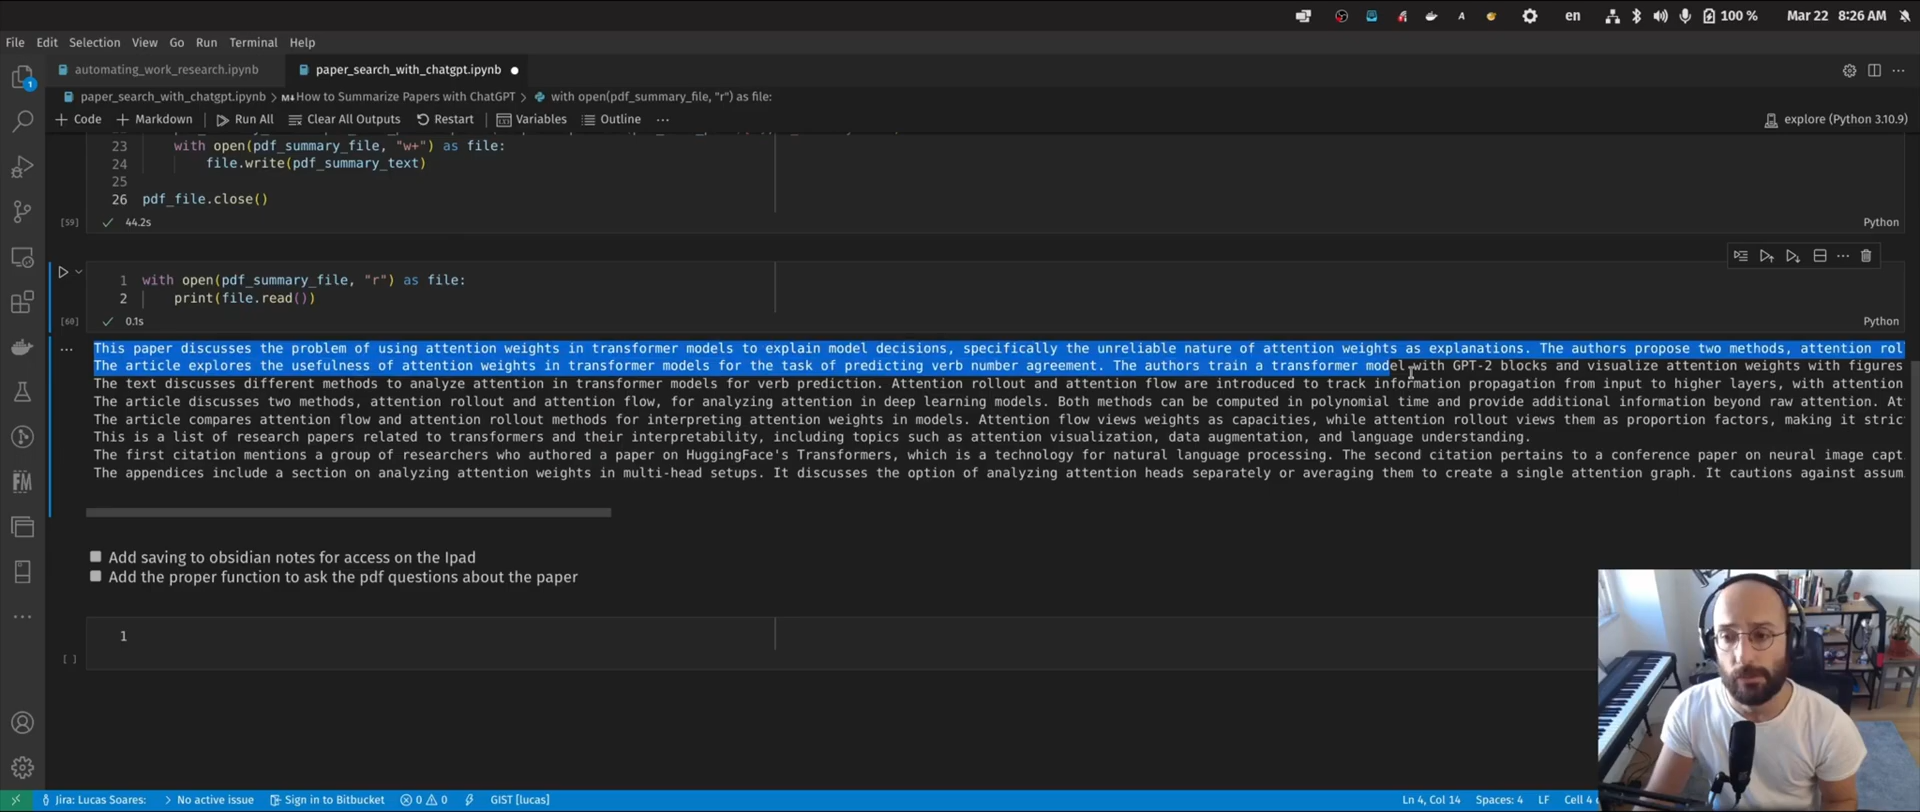 en
100 %
Mar 22 8:26 AM
File Edit Selection View Go Run Terminal Help
automating_work_research.ipynb
paper_search_with_chatgpt.ipynb
paper_search_with_chatgpt.ipynb > M↓How to Summarize Papers with ChatGPT > with open(pdf_summary_file, "r") as file:
+ Code + Markdown Run All Clear All Outputs Restart Variables Outline ...
explore (Python 3.10.9)
23 with open(pdf_summary_file, "w+") as file:
24 file.write(pdf_summary_text)
25
26 pdf_file.close()
[59] ✓ 44.2s
Python
1 with open(pdf_summary_file, "r") as file:
2 print(file.read())
[60] ✓ 0.1s
Python
This paper discusses the problem of using attention weights in transformer models to explain model decisions, specifically the unreliable nature of attention weights as explanations. The authors propose two methods, attention rol
The article explores the usefulness of attention weights in transformer models for the task of predicting verb number agreement. The authors train a transformer model with GPT-2 blocks and visualize attention weights with figures
The text discusses different methods to analyze attention in transformer models for verb prediction. Attention rollout and attention flow are introduced to track information propagation from input to higher layers, with attention
The article discusses two methods, attention rollout and attention flow, for analyzing attention in deep learning models. Both methods can be computed in polynomial time and provide additional information beyond raw attention. At
The article compares attention flow and attention rollout methods for interpreting attention weights in models. Attention flow views weights as capacities, while attention rollout views them as proportion factors, making it stric
This is a list of research papers related to transformers and their interpretability, including topics such as attention visualization, data augmentation, and language understanding.
The first citation mentions a group of researchers who authored a paper on HuggingFace's Transformers, which is a technology for natural language processing. The second citation pertains to a conference paper on neural image capt
The appendices include a section on analyzing attention weights in multi-head setups. It discusses the option of analyzing attention heads separately or averaging them to create a single attention graph. It cautions against assum
Add saving to obsidian notes for access on the Ipad
Add the proper function to ask the pdf questions about the paper
1
[ ]
FM
Jira: Lucas Soares: > No active issue Sign in to Bitbucket 0 0 GIST [lucas]
Ln 4, Col 14 Spaces: 4 LF Cell 4